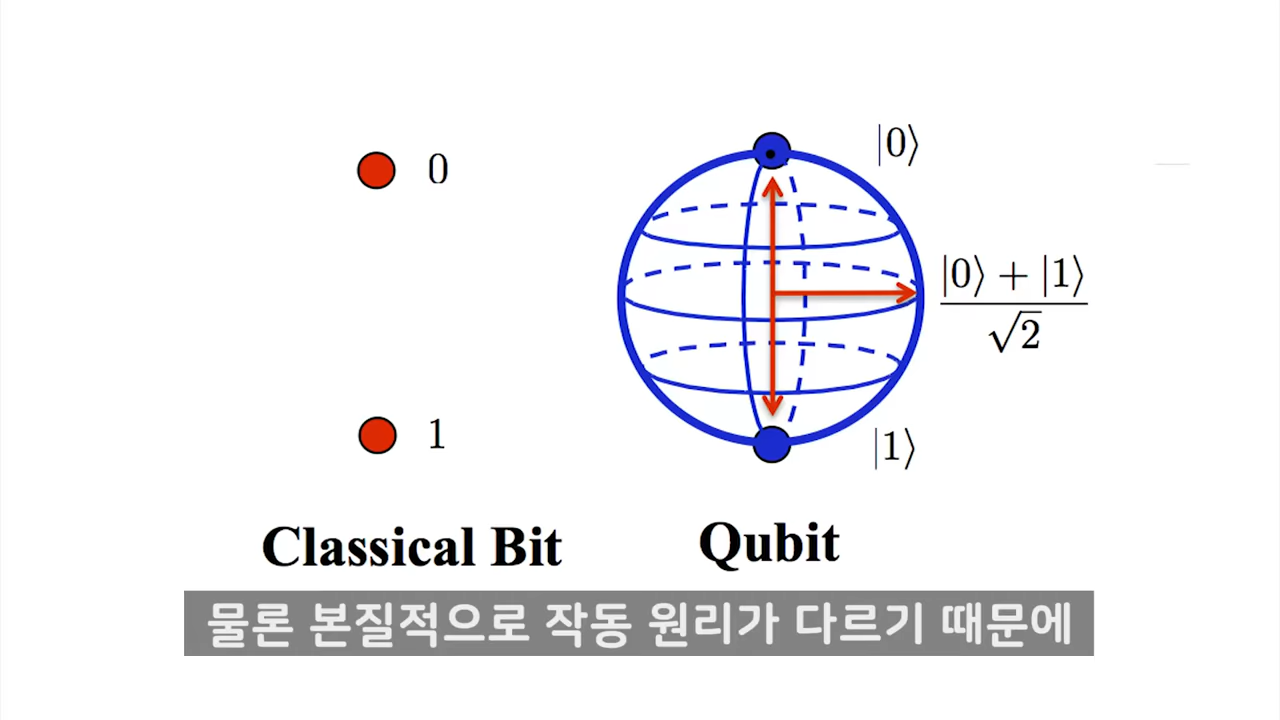 0
|0⟩
|0⟩ + |1⟩
√2
1
|1⟩
Classical Bit
Qubit
물론 본질적으로 작동 원리가 다르기 때문에